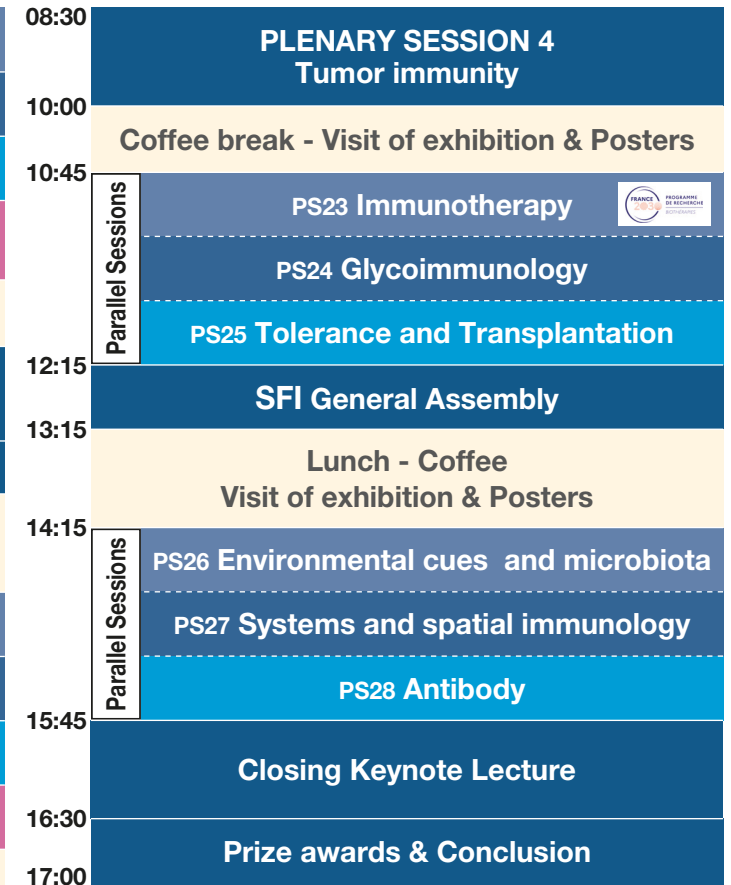 08:30
PLENARY SESSION 4
Tumor immunity
10:00
Coffee break - Visit of exhibition & Posters
10:45
Parallel Sessions
PS23 Immunotherapy
FRANCE
2030
PROGRAMME
DE RECHERCHE
BIOTHÉRAPIES
PS24 Glycoimmunology
PS25 Tolerance and Transplantation
12:15
SFI General Assembly
13:15
Lunch - Coffee
Visit of exhibition & Posters
14:15
Parallel Sessions
PS26 Environmental cues  and microbiota
PS27 Systems and spatial immunology
PS28 Antibody
15:45
Closing Keynote Lecture
16:30
Prize awards & Conclusion
17:00